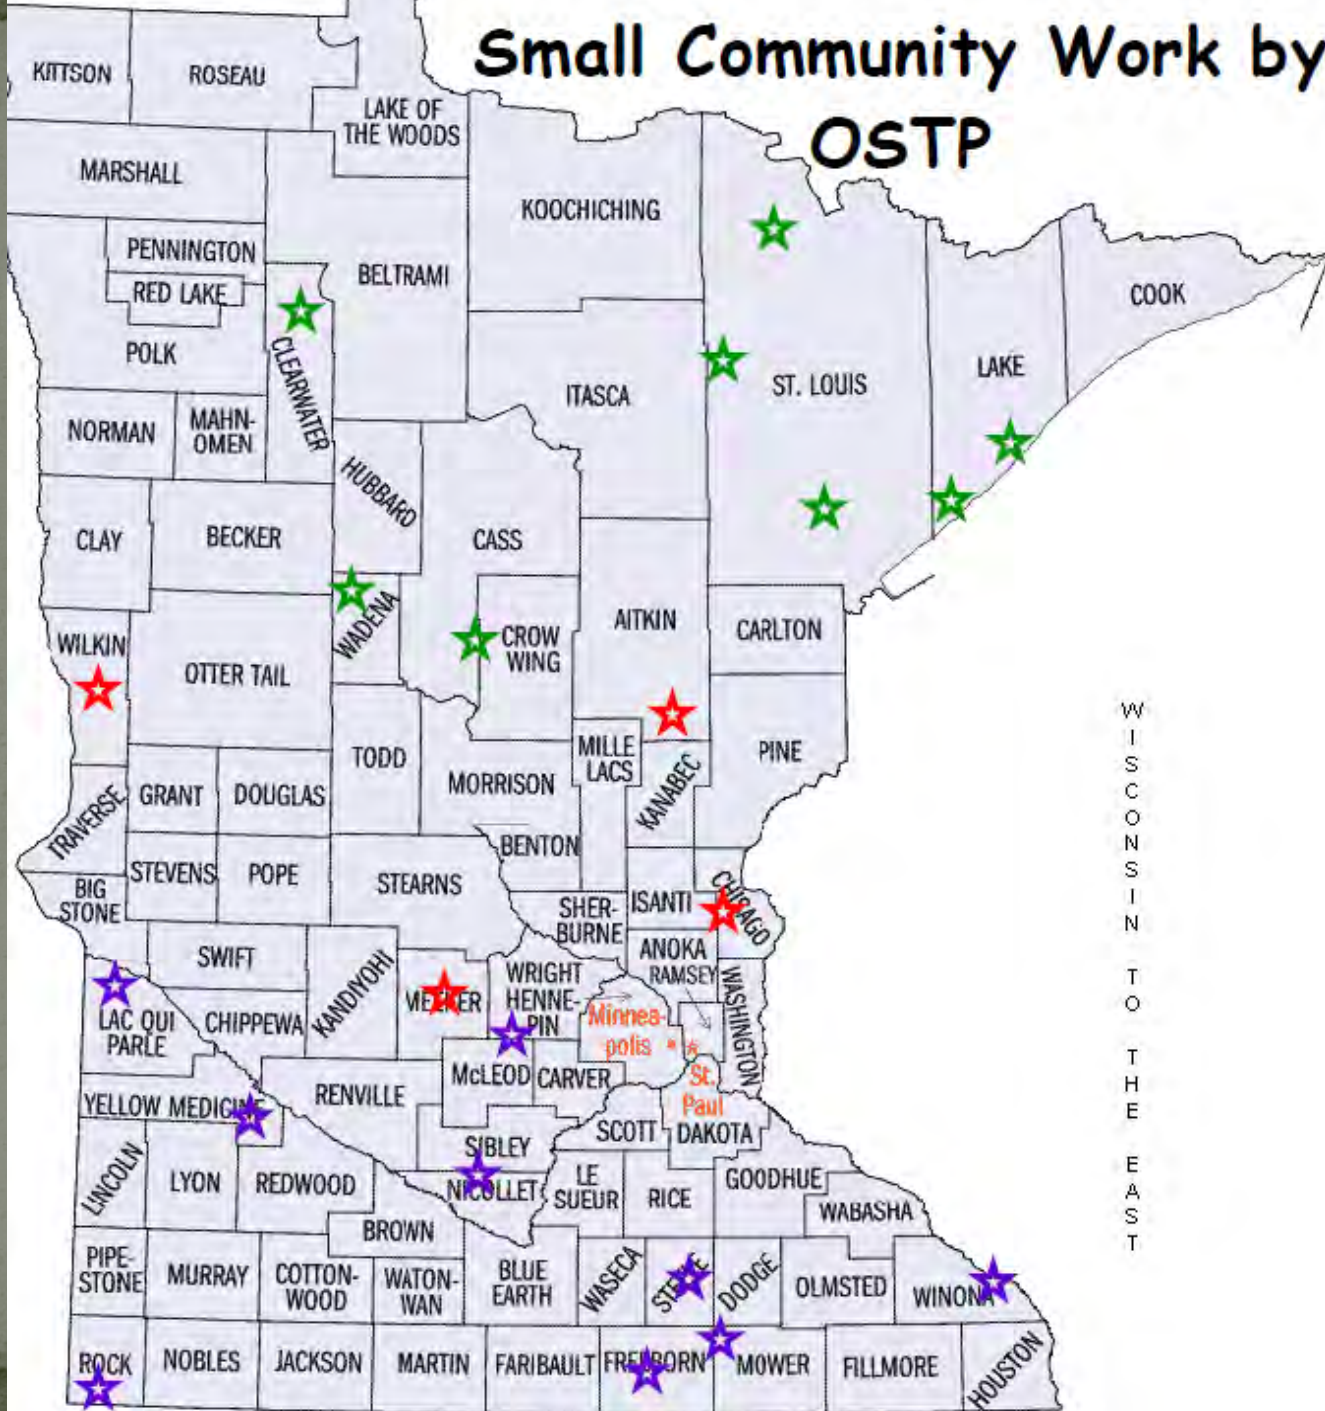 Small Community Work by
OSTP
KITTSON
ROSEAU
LAKE OF
THE WOODS
MARSHALL
KOOCHICHING
PENNINGTON
BELTRAMI
RED LAKE
COOK
POLK
CLEARWATER
LAKE
ITASCA
ST. LOUIS
NORMAN
MAHN-
OMEN
HUBBARD
CLAY
BECKER
CASS
WADENA
AITKIN
CARLTON
WILKIN
CROW
WING
OTTER TAIL
TODD
MILLE
LACS
PINE
MORRISON
KANABEC
TRAVERSE
GRANT
DOUGLAS
BENTON
STEVENS
POPE
STEARNS
BIG
STONE
SHER-
BURNE
ISANTI
CHISAGO
ANOKA
RAMSEY
WASHINGTON
SWIFT
KANDIYOHI
MEEKER
WRIGHT
HENNE-
PIN
LAC QUI
PARLE
CHIPPEWA
Minnea-
polis
* *
McLEOD
CARVER
St.
Paul
RENVILLE
YELLOW MEDICINE
SCOTT
DAKOTA
SIBLEY
LINCOLN
LYON
REDWOOD
NICOLLET
LE
SUEUR
RICE
GOODHUE
WABASHA
BROWN
PIPE-
STONE
MURRAY
COTTON-
WOOD
WATON-
WAN
BLUE
EARTH
WASECA
STEELE
DODGE
OLMSTED
WINONA
ROCK
NOBLES
JACKSON
MARTIN
FARIBAULT
FREEBORN
MOWER
FILLMORE
HOUSTON
WISCONSIN TO THE EAST